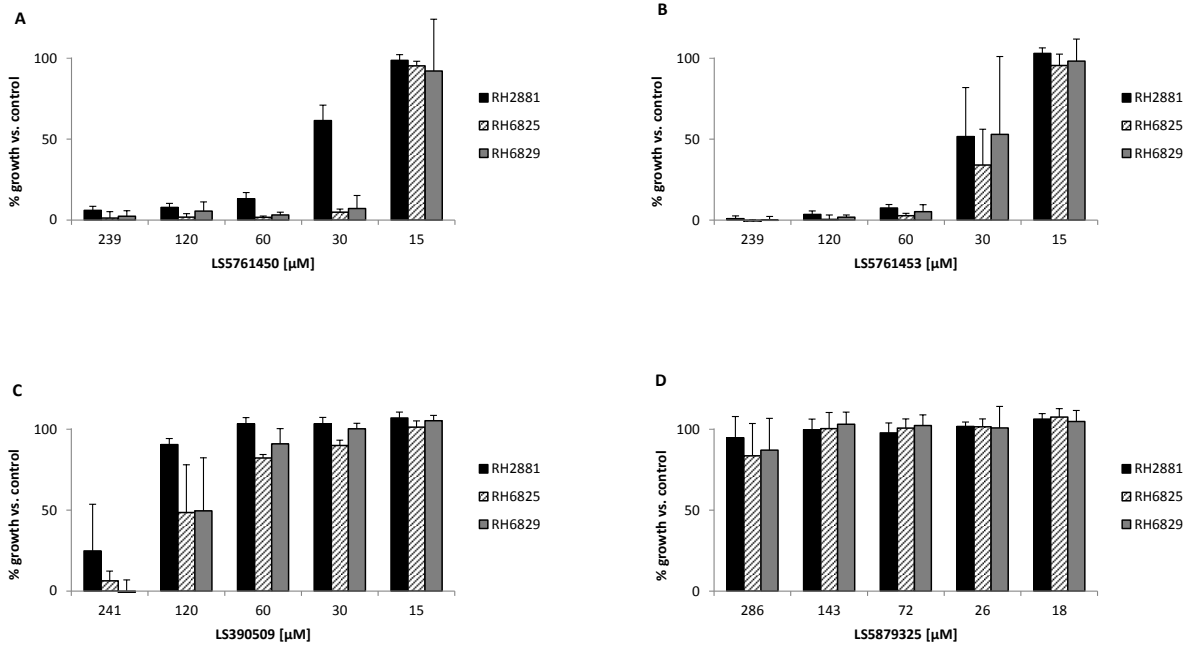 A
% growth vs. control
100
50
0
239 120 60 30 15
LS5761450 [µM]
RH2881
RH6825
RH6829
B
% growth vs. control
100
50
0
239 120 60 30 15
LS5761453 [µM]
RH2881
RH6825
RH6829
C
% growth vs. control
100
50
0
241 120 60 30 15
LS390509 [µM]
RH2881
RH6825
RH6829
D
% growth vs. control
100
50
0
286 143 72 26 18
LS5879325 [µM]
RH2881
RH6825
RH6829